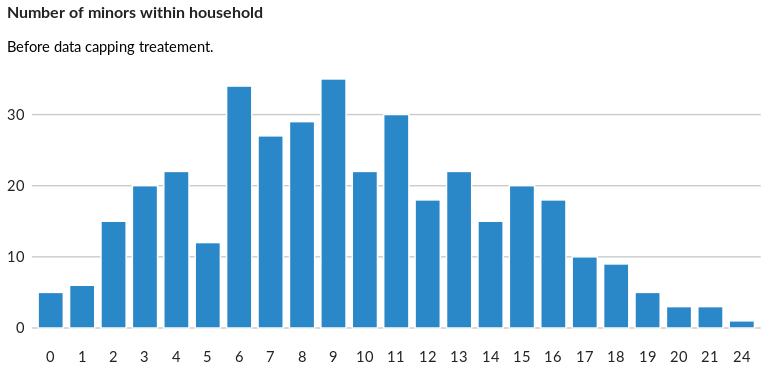 Number of minors within household
Before data capping treatement.
30
20
10
0
0 1 2 3 4 5 6 7 8 9 10 11 12 13 14 15 16 17 18 19 20 21 24